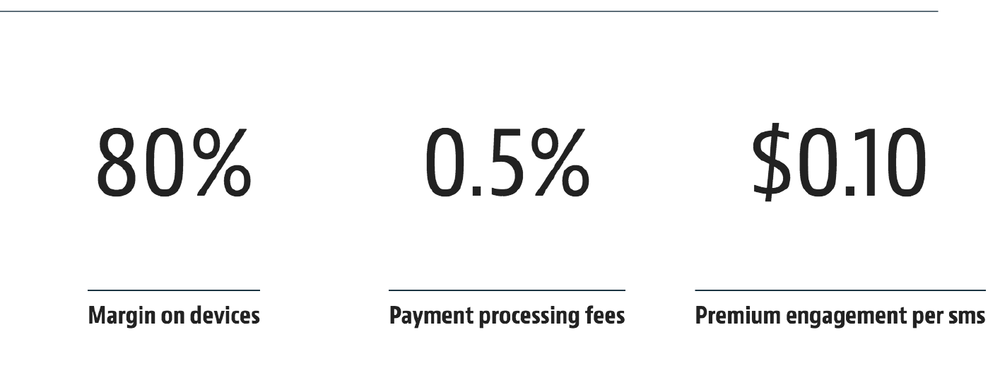 80%
0.5%
$0.10
Margin on devices
Payment processing fees
Premium engagement per sms